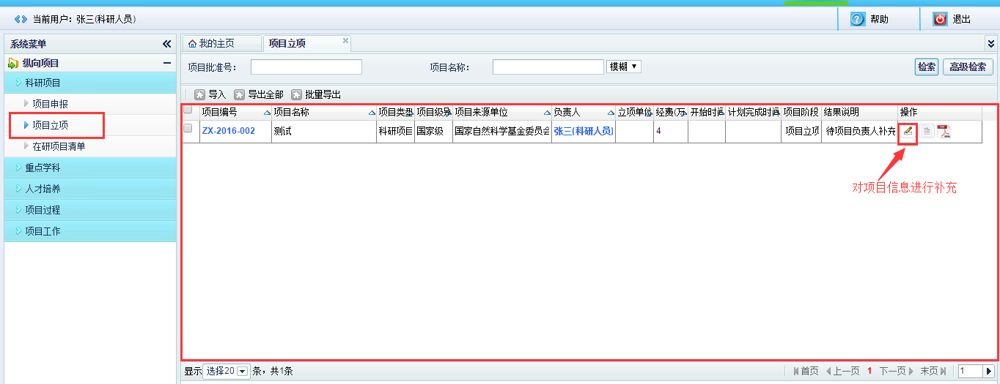 当前用户：张三(科研人员)
帮助
退出
系统菜单
纵向项目
科研项目
项目申报
项目立项
在研项目清单
重点学科
人才培养
项目过程
项目工作
我的主页 项目立项
项目批准号： 项目名称： 模糊 检索 高级检索
导入 导出全部 批量导出
项目编号 项目名称 项目类型 项目级别 项目来源单位 负责人 立项单位 经费(万 开始时间 计划完成时间 项目阶段 结果说明 操作
ZX-2016-002 测试 科研项目 国家级 国家自然科学基金委员会 张三(科研人员) 4 项目立项 待项目负责人补充
对项目信息进行补充
显示 选择20 条，共1条 首页 上一页 1 下一页 末页 1